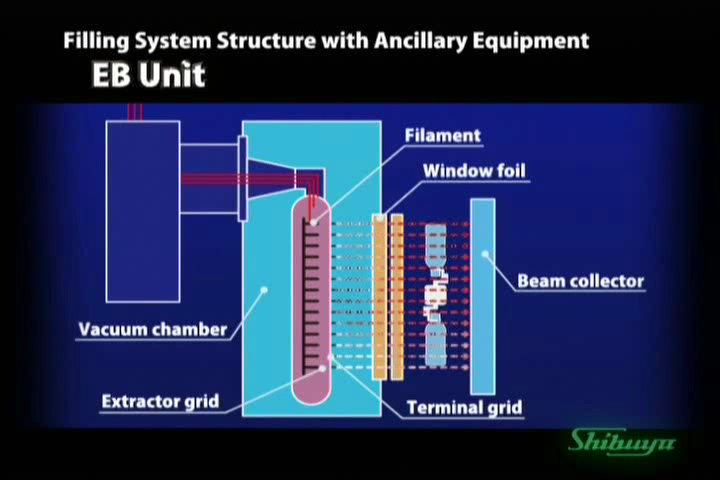 Filling System Structure with Ancillary Equipment
EB Unit
Filament
Window foil
Beam collector
Vacuum chamber
Extractor grid
Terminal grid
Shibuya